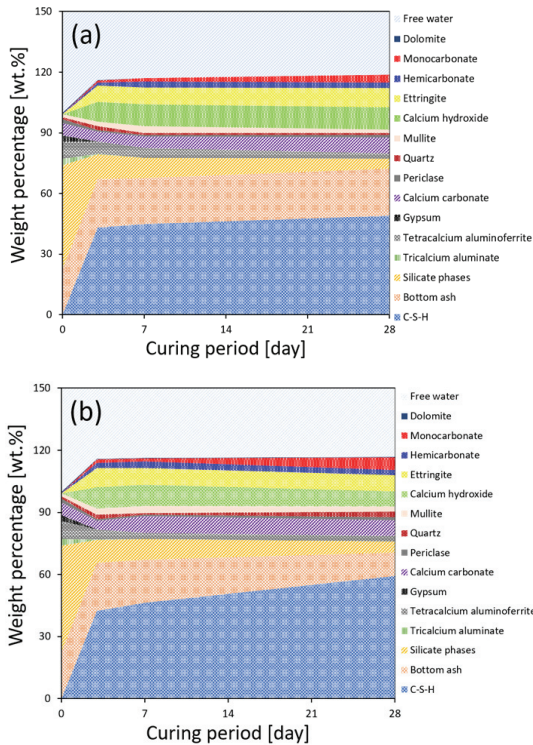 (a)
Weight percentage [wt.%]
150
120
90
60
30
0
0 7 14 21 28
Curing period [day]
Free water
Dolomite
Monocarbonate
Hemicarbonate
Ettringite
Calcium hydroxide
Mullite
Quartz
Periclase
Calcium carbonate
Gypsum
Tetracalcium aluminoferrite
Tricalcium aluminate
Silicate phases
Bottom ash
C-S-H
(b)
Weight percentage [wt.%]
150
120
90
60
30
0
0 7 14 21 28
Curing period [day]
Free water
Dolomite
Monocarbonate
Hemicarbonate
Ettringite
Calcium hydroxide
Mullite
Quartz
Periclase
Calcium carbonate
Gypsum
Tetracalcium aluminoferrite
Tricalcium aluminate
Silicate phases
Bottom ash
C-S-H